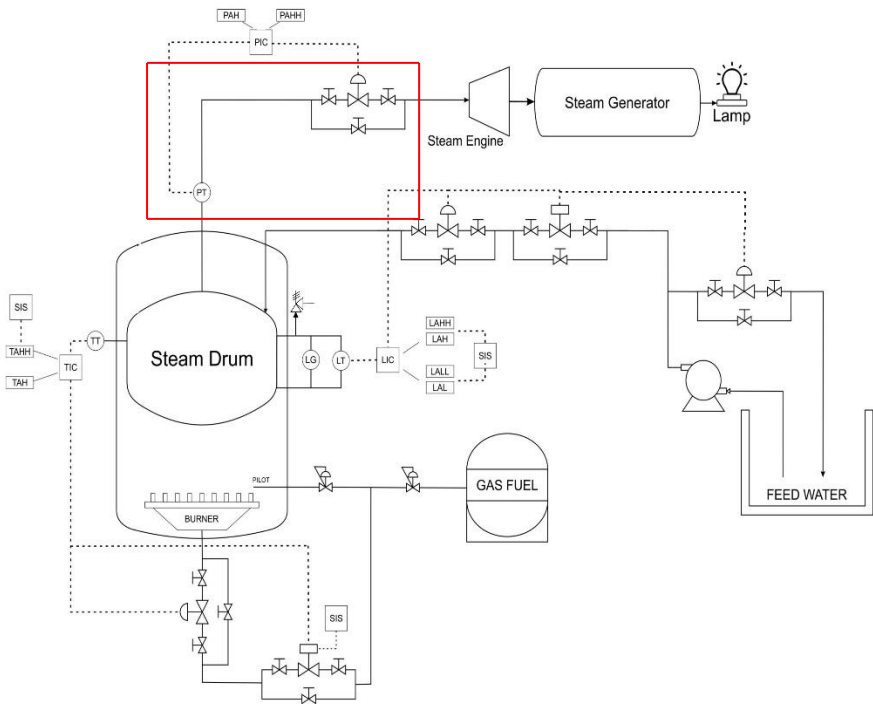 PAH
PAHH
PIC
PT
Steam Engine
Steam Generator
Lamp
SIS
TAHH
TIC
TAH
TT
Steam Drum
LG
LT
LIC
LAHH
LAH
LALL
LAL
SIS
PILOT
BURNER
GAS FUEL
FEED WATER
SIS